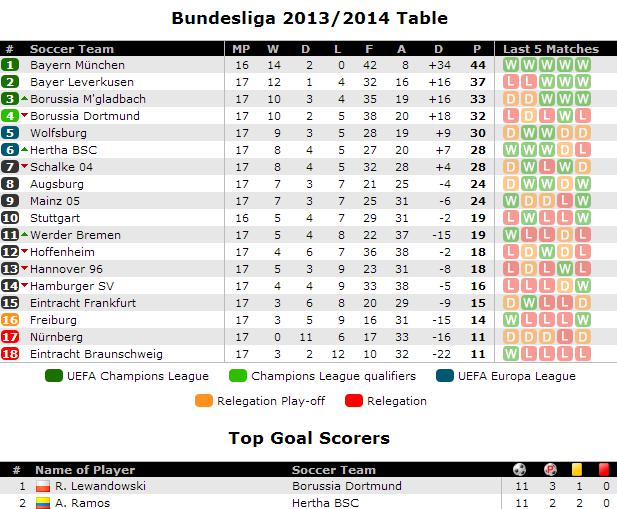 Bundesliga 2013/2014 Table
# Soccer Team MP W D L F A D P Last 5 Matches
1 Bayern München 16 14 2 0 42 8 +34 44 W W W W W
2 Bayer Leverkusen 17 12 1 4 32 16 +16 37 L L W W W
3 Borussia M'gladbach 17 10 3 4 35 19 +16 33 D D W W W
4 Borussia Dortmund 17 10 2 5 38 20 +18 32 L D L W L
5 Wolfsburg 17 9 3 5 28 19 +9 30 D W W D D
6 Hertha BSC 17 8 4 5 27 20 +7 28 W W W D L
7 Schalke 04 17 8 4 5 32 28 +4 28 D W L W D
8 Augsburg 17 7 3 7 21 25 -4 24 D W D W W
9 Mainz 05 17 7 3 7 25 31 -6 24 W D D L W
10 Stuttgart 16 5 4 7 29 31 -2 19 L W L L W
11 Werder Bremen 17 5 4 8 22 37 -15 19 W L L D L
12 Hoffenheim 17 4 6 7 36 38 -2 18 L D W D L
13 Hannover 96 17 5 3 9 23 31 -8 18 L D L W L
14 Hamburger SV 17 4 4 9 33 38 -5 16 L L L D W
15 Eintracht Frankfurt 17 3 6 8 20 29 -9 15 D W L L D
16 Freiburg 17 3 5 9 16 31 -15 14 W L L L W
17 Nürnberg 17 0 11 6 17 33 -16 11 D D D L D
18 Eintracht Braunschweig 17 3 2 12 10 32 -22 11 W L L L L
UEFA Champions League Champions League qualifiers UEFA Europa League
Relegation Play-off Relegation
Top Goal Scorers
# Name of Player Soccer Team P
1 R. Lewandowski Borussia Dortmund 11 3 1 0
2 A. Ramos Hertha BSC 11 2 2 0